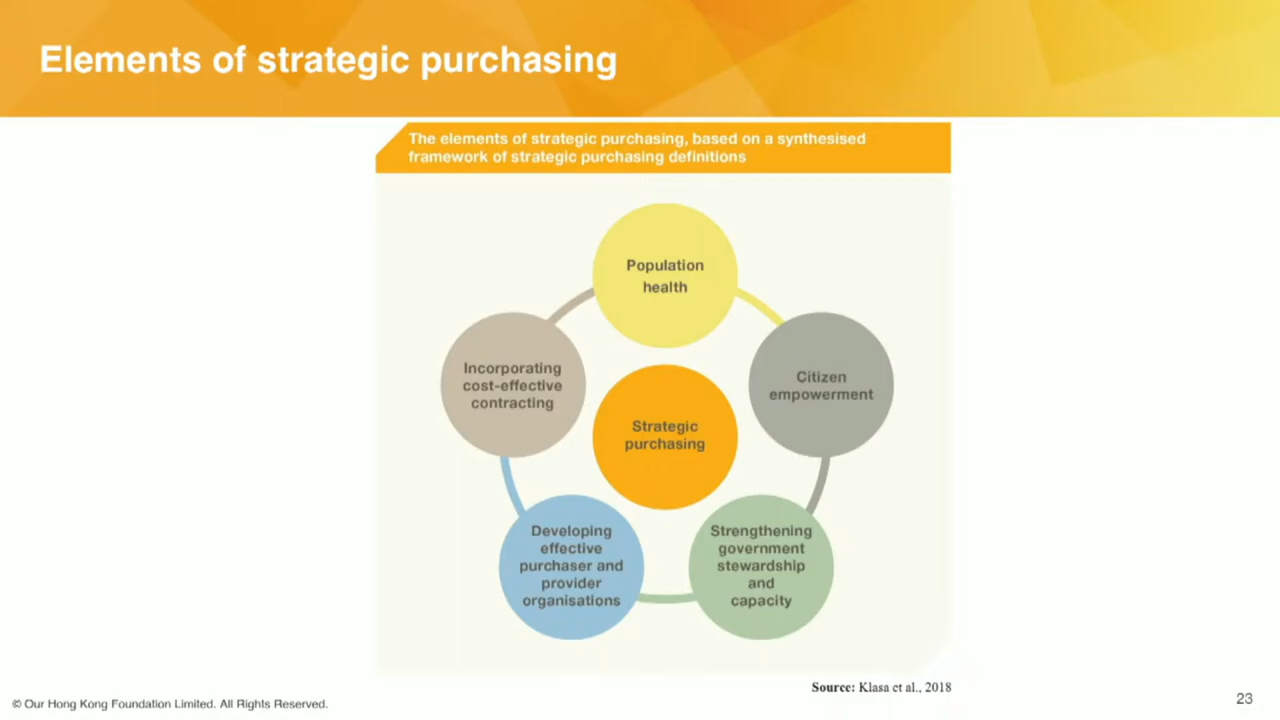 Elements of strategic purchasing
The elements of strategic purchasing, based on a synthesised
framework of strategic purchasing definitions
Population
health
Incorporating
cost-effective
contracting
Citizen
empowerment
Strategic
purchasing
Developing
effective
purchaser and
provider
organisations
Strengthening
government
stewardship
and
capacity
Source: Klasa et al., 2018
© Our Hong Kong Foundation Limited. All Rights Reserved.
23